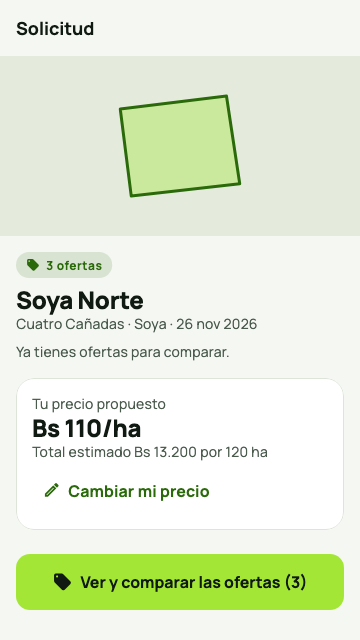 Solicitud
3 ofertas
Soya Norte
Cuatro Cañadas · Soya · 26 nov 2026
Ya tienes ofertas para comparar.
Tu precio propuesto
Bs 110/ha
Total estimado Bs 13.200 por 120 ha
Cambiar mi precio
Ver y comparar las ofertas (3)